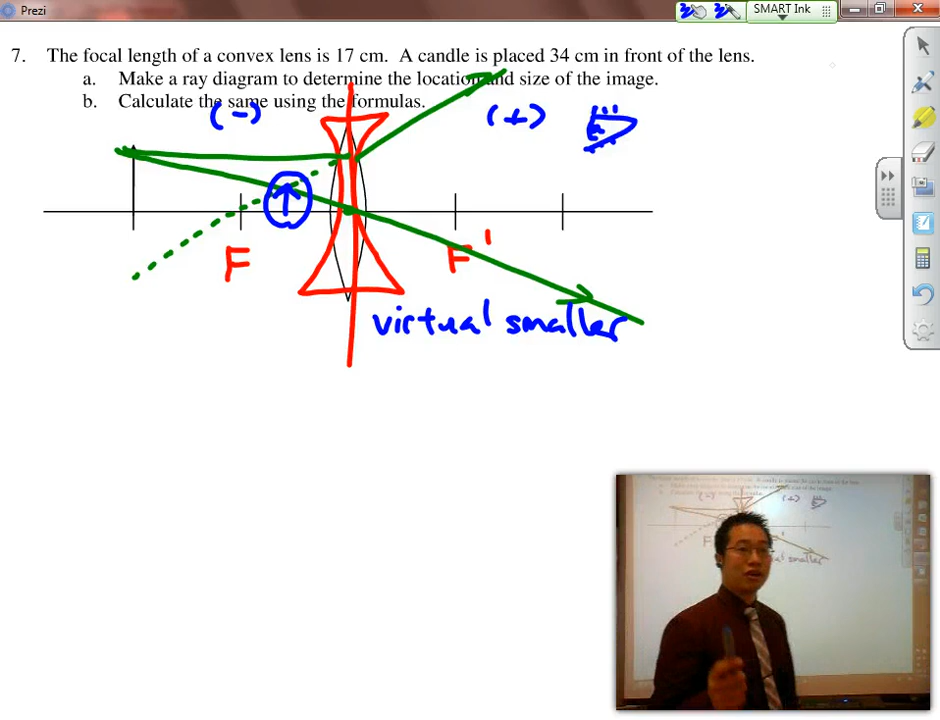 Prezi
SMART Ink
7. The focal length of a convex lens is 17 cm. A candle is placed 34 cm in front of the lens.
a. Make a ray diagram to determine the location and size of the image.
b. Calculate the same using the formulas.
(-) (+)
F F'
virtual smaller